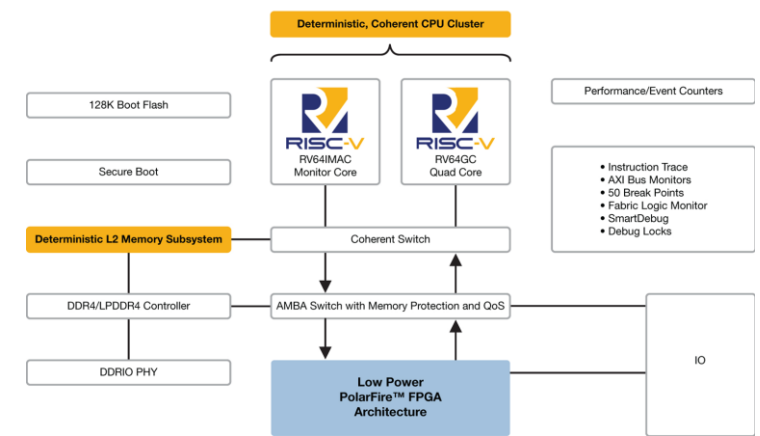 Deterministic, Coherent CPU Cluster
128K Boot Flash
Secure Boot
RISC-V
RV64IMAC
Monitor Core
RISC-V
RV64GC
Quad Core
Performance/Event Counters
• Instruction Trace
• AXI Bus Monitors
• 50 Break Points
• Fabric Logic Monitor
• SmartDebug
• Debug Locks
Deterministic L2 Memory Subsystem
Coherent Switch
DDR4/LPDDR4 Controller
AMBA Switch with Memory Protection and QoS
DDRIO PHY
Low Power
PolarFire™ FPGA
Architecture
IO